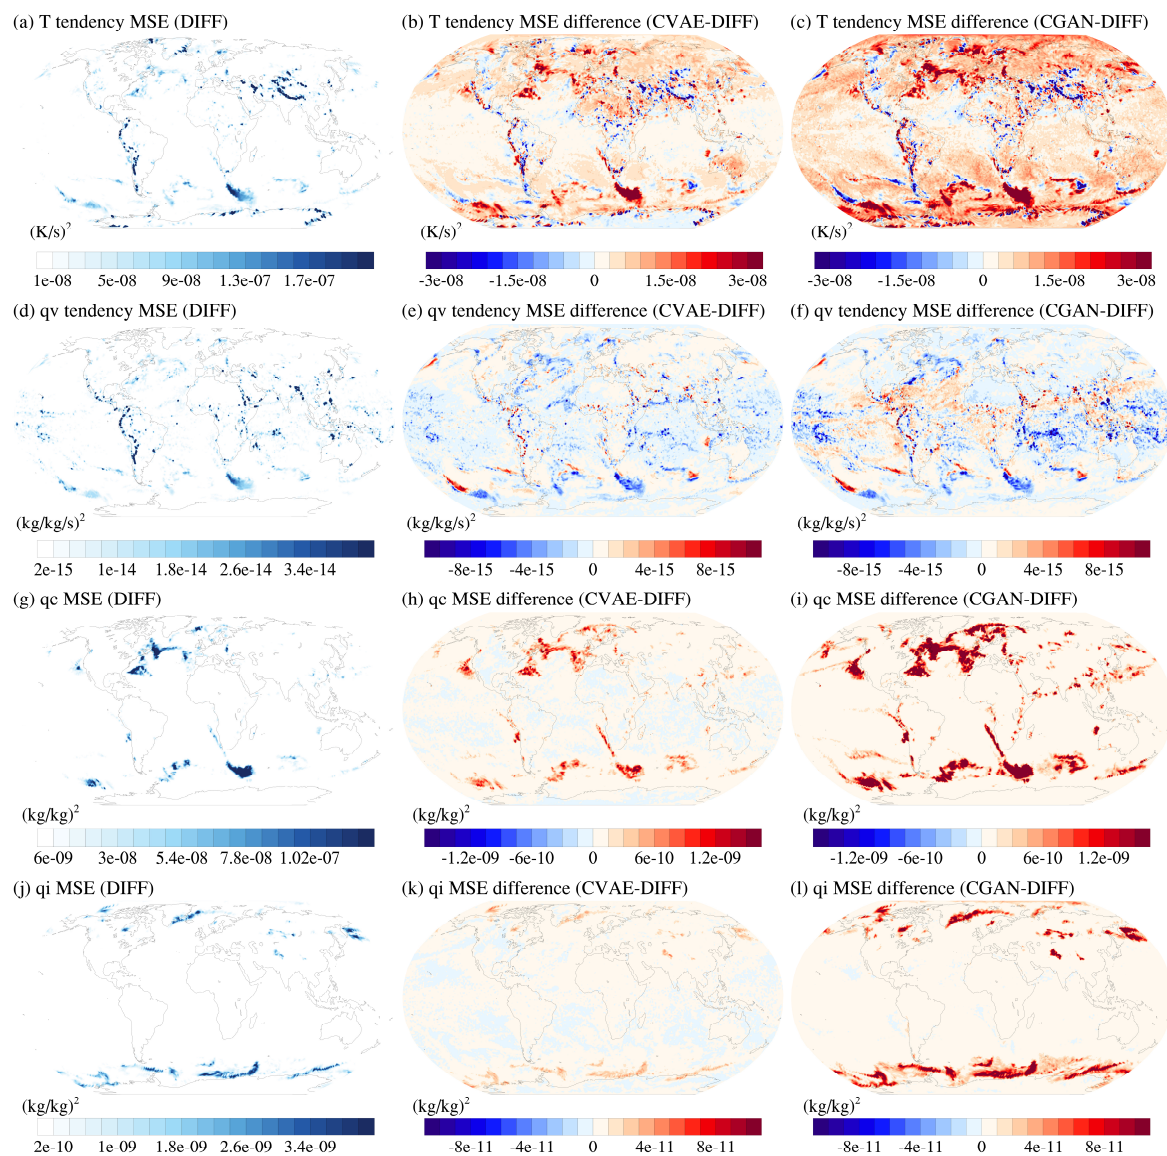 (a) T tendency MSE (DIFF)
(b) T tendency MSE difference (CVAE-DIFF)
(c) T tendency MSE difference (CGAN-DIFF)
(K/s)2
(K/s)2
(K/s)2
1e-08 5e-08 9e-08 1.3e-07 1.7e-07
-3e-08 -1.5e-08 0 1.5e-08 3e-08
-3e-08 -1.5e-08 0 1.5e-08 3e-08
(d) qv tendency MSE (DIFF)
(e) qv tendency MSE difference (CVAE-DIFF)
(f) qv tendency MSE difference (CGAN-DIFF)
(kg/kg/s)2
(kg/kg/s)2
(kg/kg/s)2
2e-15 1e-14 1.8e-14 2.6e-14 3.4e-14
-8e-15 -4e-15 0 4e-15 8e-15
-8e-15 -4e-15 0 4e-15 8e-15
(g) qc MSE (DIFF)
(h) qc MSE difference (CVAE-DIFF)
(i) qc MSE difference (CGAN-DIFF)
(kg/kg)2
(kg/kg)2
(kg/kg)2
6e-09 3e-08 5.4e-08 7.8e-08 1.02e-07
-1.2e-09 -6e-10 0 6e-10 1.2e-09
-1.2e-09 -6e-10 0 6e-10 1.2e-09
(j) qi MSE (DIFF)
(k) qi MSE difference (CVAE-DIFF)
(l) qi MSE difference (CGAN-DIFF)
(kg/kg)2
(kg/kg)2
(kg/kg)2
2e-10 1e-09 1.8e-09 2.6e-09 3.4e-09
-8e-11 -4e-11 0 4e-11 8e-11
-8e-11 -4e-11 0 4e-11 8e-11